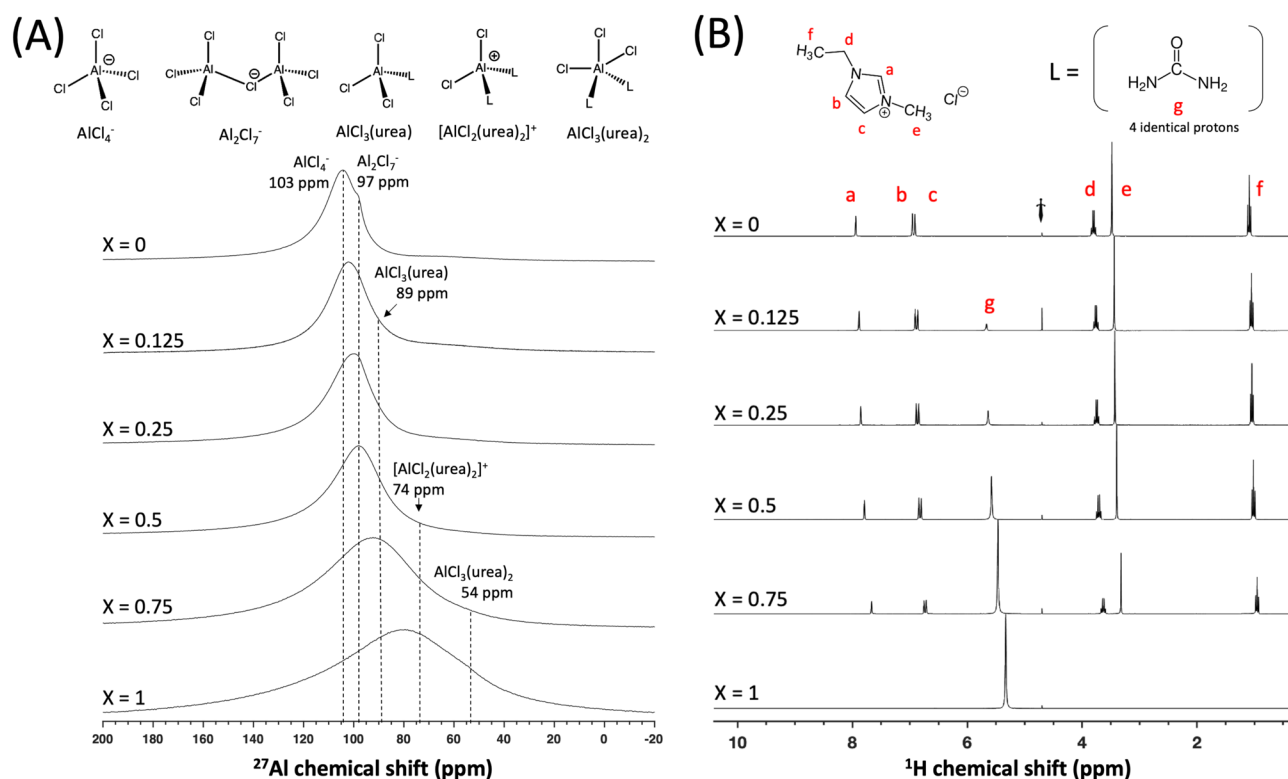 (A)
Cl
Al
Cl
Cl
Cl
⊖
AlCl₄⁻
Cl
Al
Cl
Cl
Cl
⊖
Cl
Al
Cl
Cl
Al₂Cl₇⁻
Cl
Al
Cl
L
Cl
AlCl₃(urea)
Cl
⊕
Al
Cl
L
L
[AlCl₂(urea)₂]⁺
Cl
Cl
Cl
Al
L
L
AlCl₃(urea)₂
AlCl₄⁻
103 ppm
Al₂Cl₇⁻
97 ppm
X = 0
AlCl₃(urea)
89 ppm
X = 0.125
X = 0.25
[AlCl₂(urea)₂]⁺
74 ppm
X = 0.5
AlCl₃(urea)₂
54 ppm
X = 0.75
X = 1
200 180 160 140 120 100 80 60 40 20 0 -20
²⁷Al chemical shift (ppm)
(B)
f
H₃C
d
N
a
b
N
⊕
CH₃
c
e
Cl⊖
L =
O
C
H₂N
NH₂
g
4 identical protons
a b c d e f
X = 0
g
X = 0.125
X = 0.25
X = 0.5
X = 0.75
X = 1
10 8 6 4 2
¹H chemical shift (ppm)